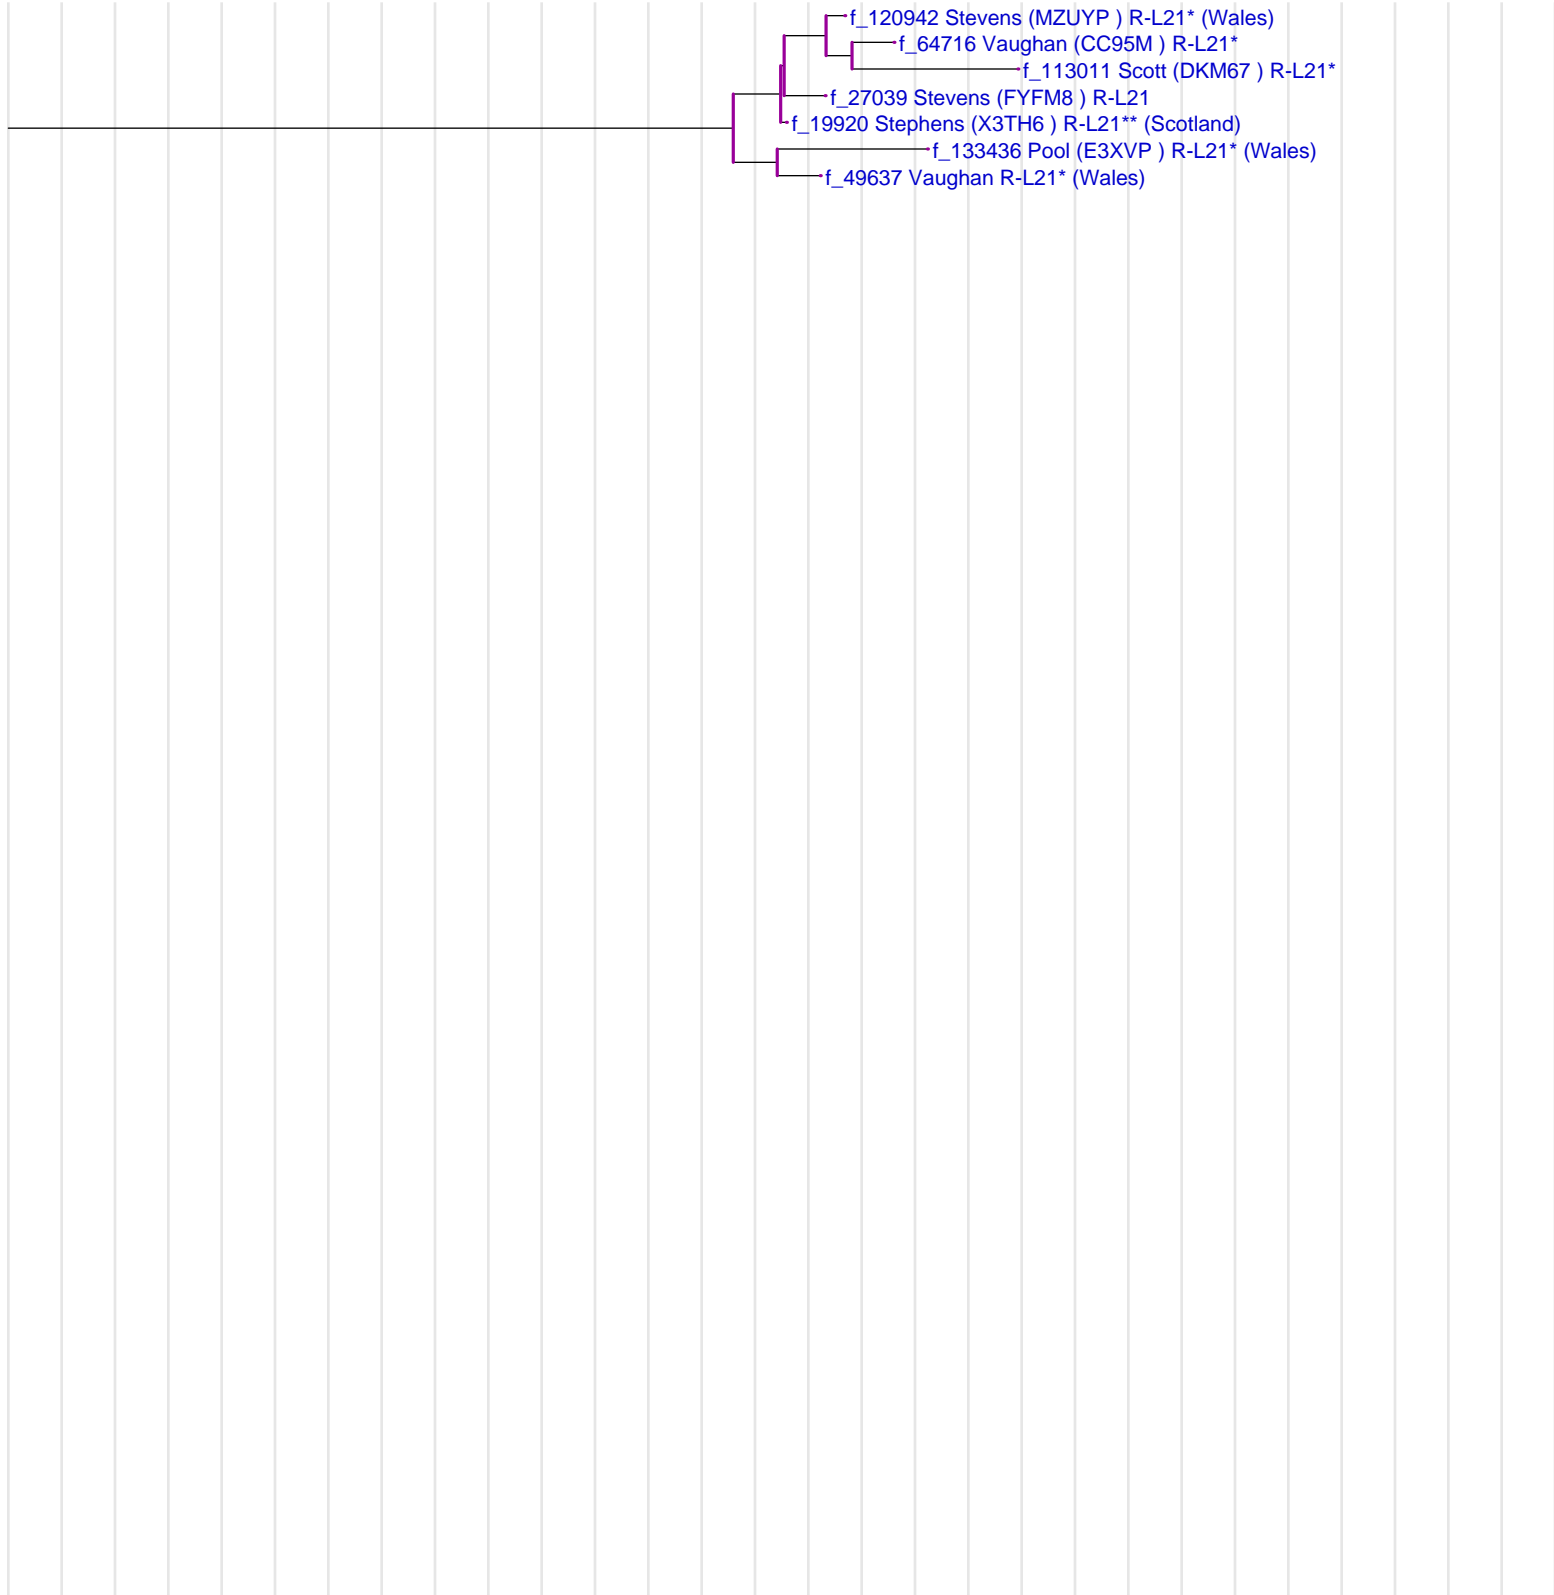 f_120942 Stevens (MZUYP ) R-L21* (Wales)
f_64716 Vaughan (CC95M ) R-L21*
f_113011 Scott (DKM67 ) R-L21*
f_27039 Stevens (FYFM8 ) R-L21
f_19920 Stephens (X3TH6 ) R-L21** (Scotland)
f_133436 Pool (E3XVP ) R-L21* (Wales)
f_49637 Vaughan R-L21* (Wales)